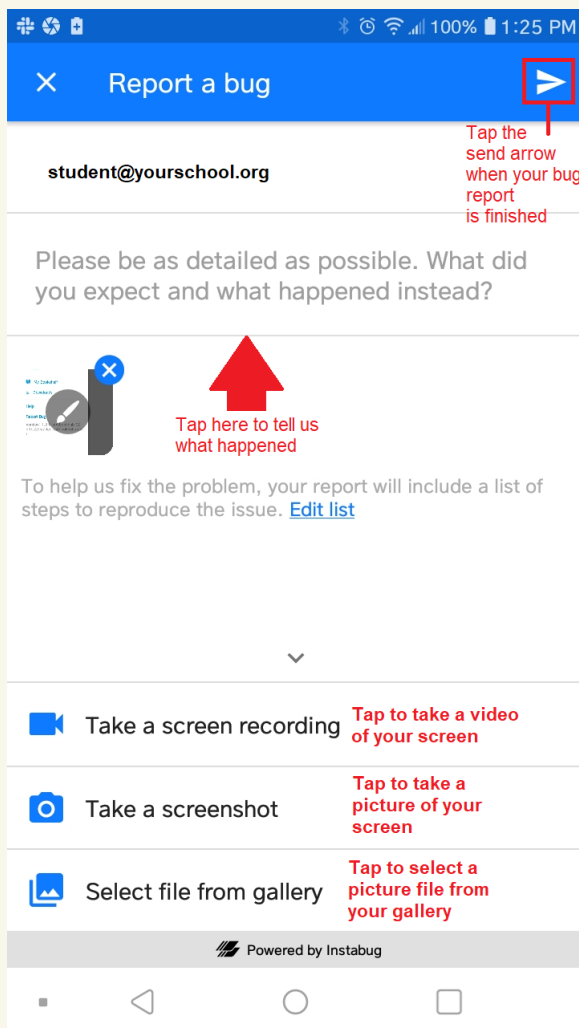 100% 1:25 PM
Report a bug
Tap the
send arrow
when your bug
report
is finished
student@yourschool.org
Please be as detailed as possible. What did
you expect and what happened instead?
Tap here to tell us
what happened
To help us fix the problem, your report will include a list of
steps to reproduce the issue. Edit list
Take a screen recording
Tap to take a video
of your screen
Take a screenshot
Tap to take a
picture of your
screen
Select file from gallery
Tap to select a
picture file from
your gallery
Powered by Instabug